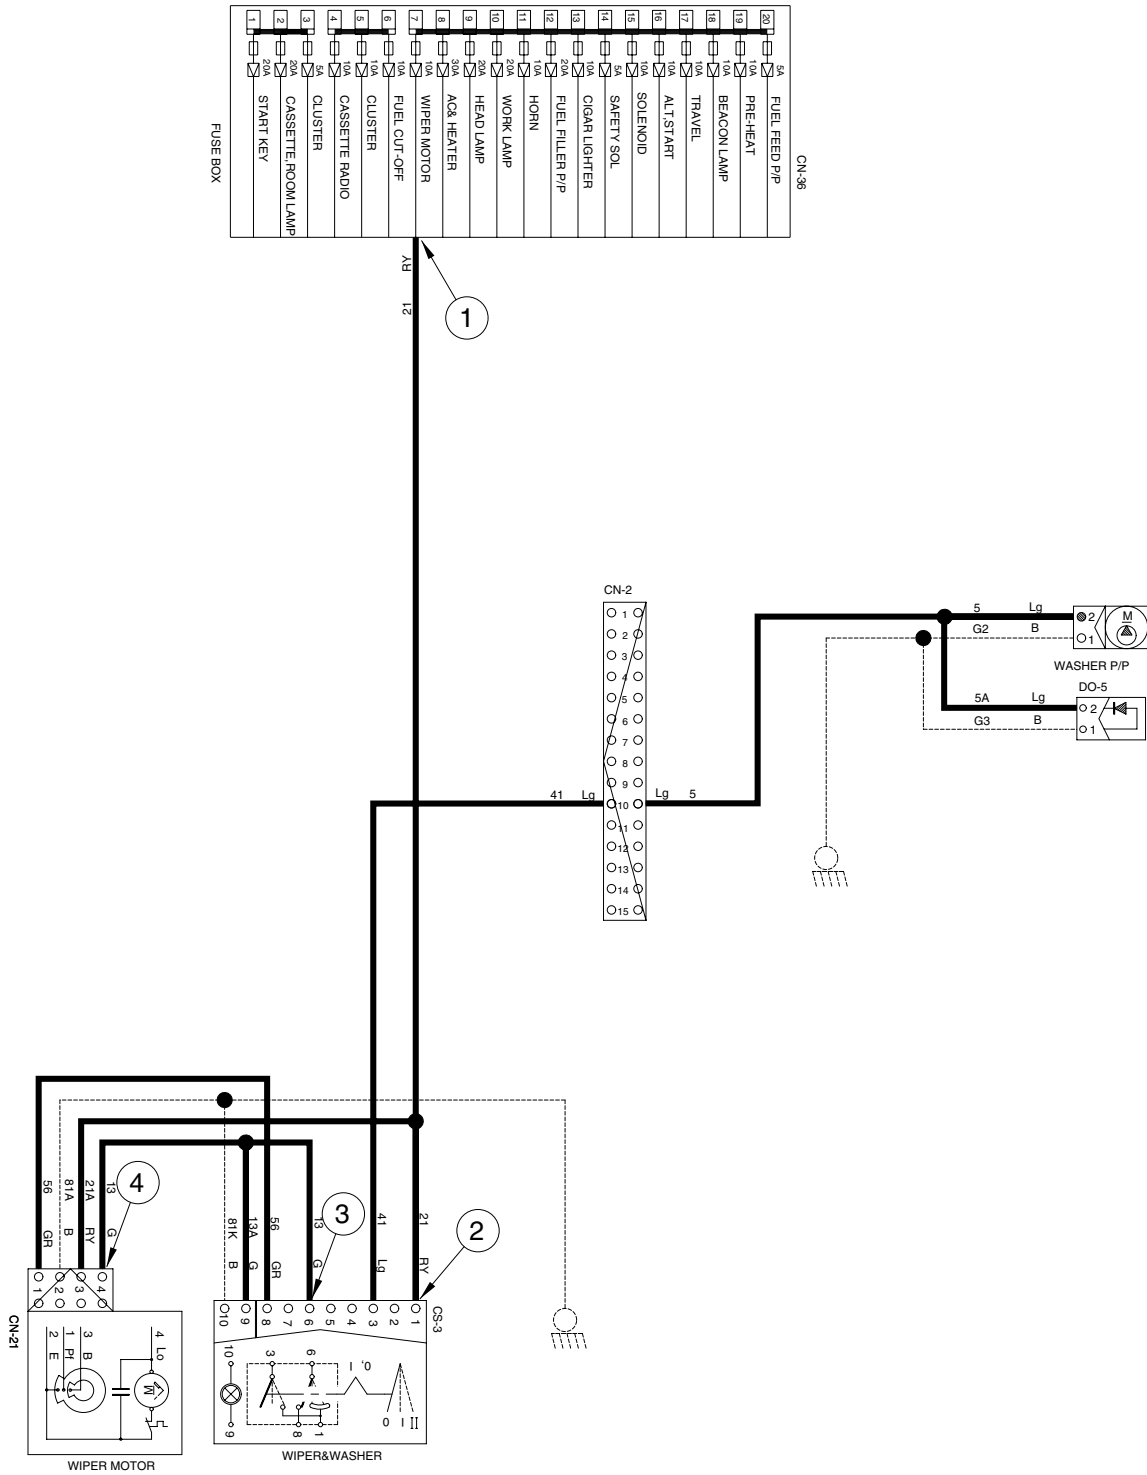 1 2 3 4 5 6 7 8 9 10 11 12 13 14 15 16 17 18 19 20
20A 20A 5A 10A 10A 10A 10A 30A 20A 20A 10A 20A 10A 5A 10A 10A 10A 10A 10A 5A
START KEY
CASSETTE,ROOM LAMP
CLUSTER
CASSETTE RADIO
CLUSTER
FUEL CUT-OFF
WIPER MOTOR
AC& HEATER
HEAD LAMP
WORK LAMP
HORN
FUEL FILLER P/P
CIGAR LIGHTER
SAFETY SOL
SOLENOID
ALT,START
TRAVEL
BEACON LAMP
PRE-HEAT
FUEL FEED P/P
FUSE BOX
CN-36
RY 21
1
CN-2
1
2
3
4
5
6
7
8
9
10
11
12
13
14
15
41 Lg
Lg 5
5 Lg
G2 B
2
1
M
WASHER P/P
DO-5
5A Lg
G3 B
2
1
56 GR
81A B
21A RY
13 G
4
81K B
13A G
56 GR
13 G
3
41 Lg
21 RY
2
1 2 3 4
CN-21
10 9 8 7 6 5 4 3 2 1
CS-3
2 E
1 Pf
3 B
4 Lo
M
WIPER MOTOR
10
9
3
6
8
1
0, I
0 I II
WIPER&WASHER